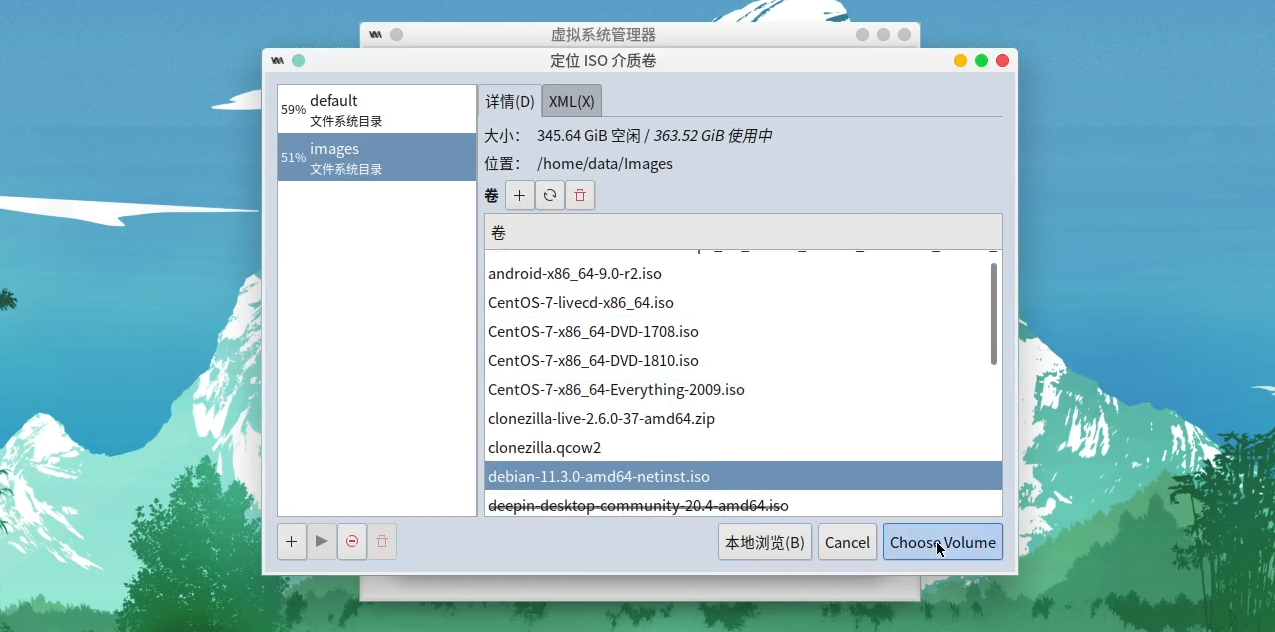 虚拟系统管理器
定位 ISO 介质卷
59% default
文件系统目录
51% images
文件系统目录
详情(D) XML(X)
大小： 345.64 GiB 空闲 / 363.52 GiB 使用中
位置： /home/data/Images
卷
卷
android-x86_64-9.0-r2.iso
CentOS-7-livecd-x86_64.iso
CentOS-7-x86_64-DVD-1708.iso
CentOS-7-x86_64-DVD-1810.iso
CentOS-7-x86_64-Everything-2009.iso
clonezilla-live-2.6.0-37-amd64.zip
clonezilla.qcow2
debian-11.3.0-amd64-netinst.iso
deepin-desktop-community-20.4-amd64.iso
本地浏览(B) Cancel Choose Volume